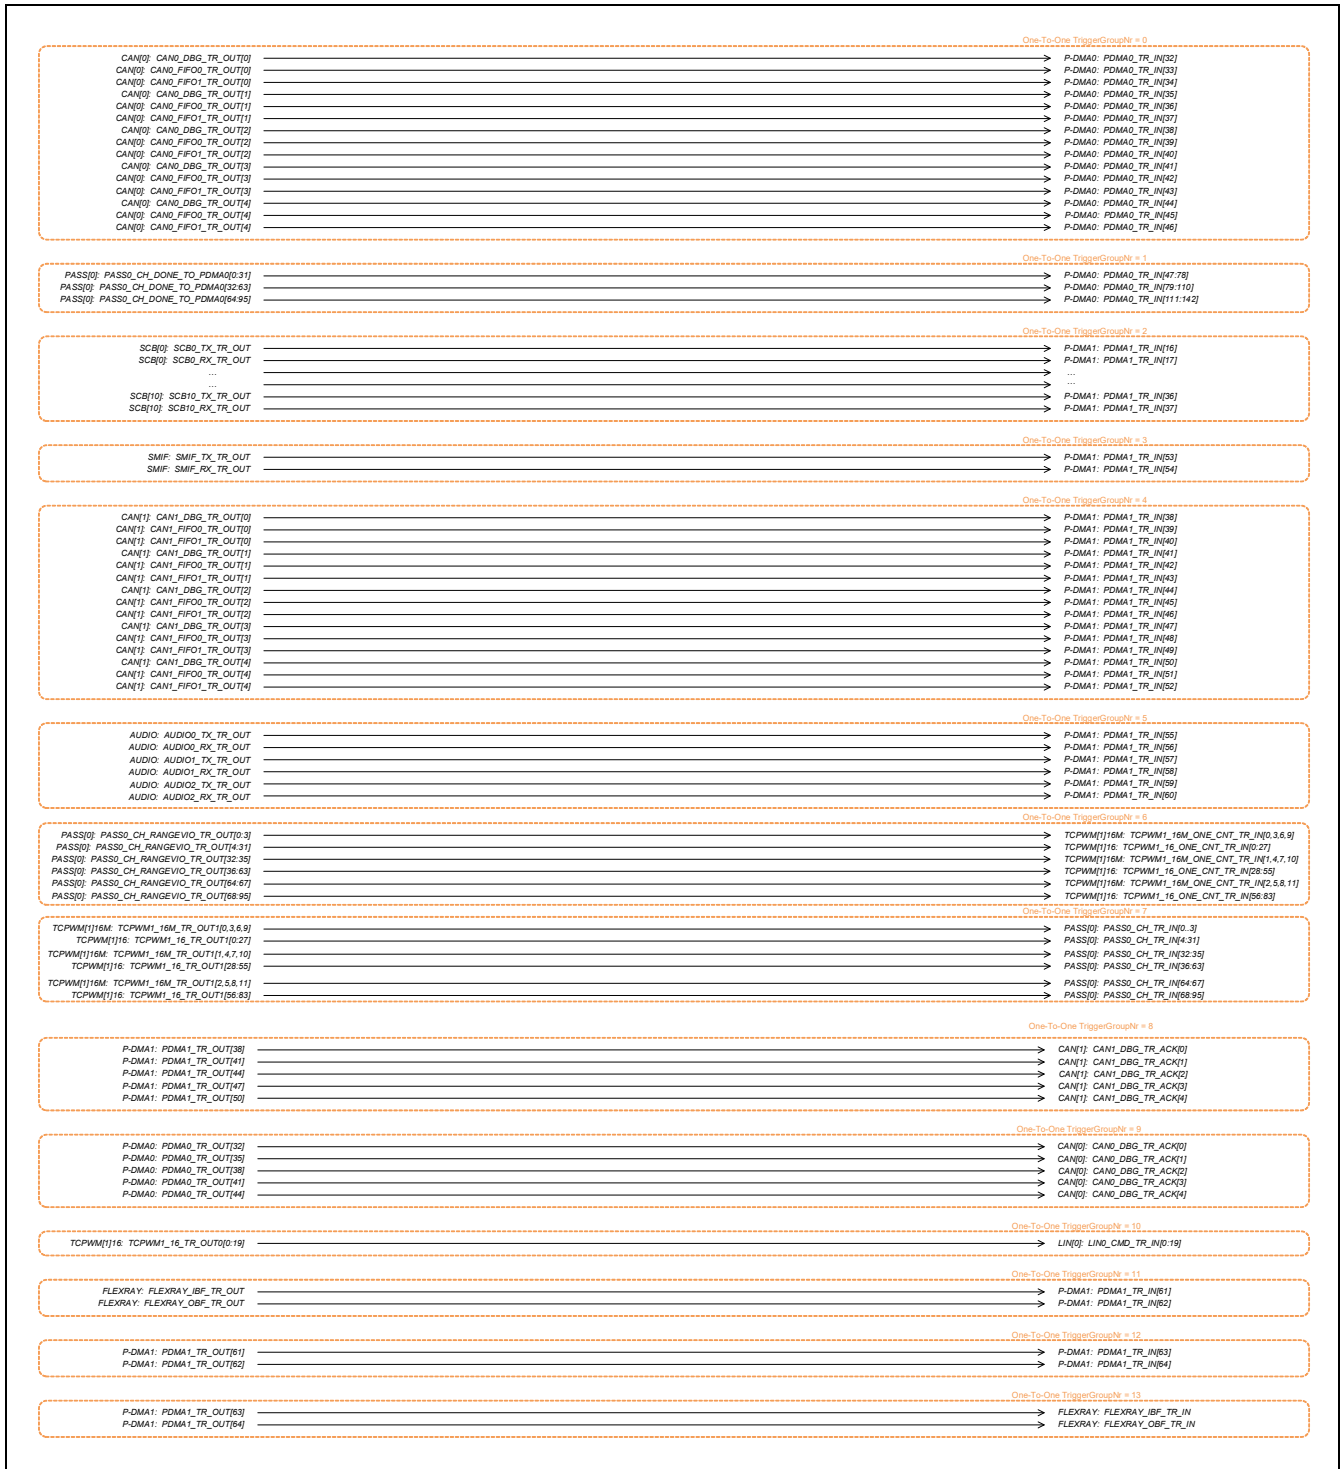 One-To-One TriggerGroupNr = 0
CAN[0]: CAN0_DBG_TR_OUT[0] P-DMA0: PDMA0_TR_IN[32]
CAN[0]: CAN0_FIFO0_TR_OUT[0] P-DMA0: PDMA0_TR_IN[33]
CAN[0]: CAN0_FIFO1_TR_OUT[0] P-DMA0: PDMA0_TR_IN[34]
CAN[0]: CAN0_DBG_TR_OUT[1] P-DMA0: PDMA0_TR_IN[35]
CAN[0]: CAN0_FIFO0_TR_OUT[1] P-DMA0: PDMA0_TR_IN[36]
CAN[0]: CAN0_FIFO1_TR_OUT[1] P-DMA0: PDMA0_TR_IN[37]
CAN[0]: CAN0_DBG_TR_OUT[2] P-DMA0: PDMA0_TR_IN[38]
CAN[0]: CAN0_FIFO0_TR_OUT[2] P-DMA0: PDMA0_TR_IN[39]
CAN[0]: CAN0_FIFO1_TR_OUT[2] P-DMA0: PDMA0_TR_IN[40]
CAN[0]: CAN0_DBG_TR_OUT[3] P-DMA0: PDMA0_TR_IN[41]
CAN[0]: CAN0_FIFO0_TR_OUT[3] P-DMA0: PDMA0_TR_IN[42]
CAN[0]: CAN0_FIFO1_TR_OUT[3] P-DMA0: PDMA0_TR_IN[43]
CAN[0]: CAN0_DBG_TR_OUT[4] P-DMA0: PDMA0_TR_IN[44]
CAN[0]: CAN0_FIFO0_TR_OUT[4] P-DMA0: PDMA0_TR_IN[45]
CAN[0]: CAN0_FIFO1_TR_OUT[4] P-DMA0: PDMA0_TR_IN[46]
One-To-One TriggerGroupNr = 1
PASS[0]: PASS0_CH_DONE_TO_PDMA0[0:31] P-DMA0: PDMA0_TR_IN[47:78]
PASS[0]: PASS0_CH_DONE_TO_PDMA0[32:63] P-DMA0: PDMA0_TR_IN[79:110]
PASS[0]: PASS0_CH_DONE_TO_PDMA0[64:95] P-DMA0: PDMA0_TR_IN[111:142]
One-To-One TriggerGroupNr = 2
SCB[0]: SCB0_TX_TR_OUT P-DMA1: PDMA1_TR_IN[16]
SCB[0]: SCB0_RX_TR_OUT P-DMA1: PDMA1_TR_IN[17]
... ...
... ...
SCB[10]: SCB10_TX_TR_OUT P-DMA1: PDMA1_TR_IN[36]
SCB[10]: SCB10_RX_TR_OUT P-DMA1: PDMA1_TR_IN[37]
One-To-One TriggerGroupNr = 3
SMIF: SMIF_TX_TR_OUT P-DMA1: PDMA1_TR_IN[53]
SMIF: SMIF_RX_TR_OUT P-DMA1: PDMA1_TR_IN[54]
One-To-One TriggerGroupNr = 4
CAN[1]: CAN1_DBG_TR_OUT[0] P-DMA1: PDMA1_TR_IN[38]
CAN[1]: CAN1_FIFO0_TR_OUT[0] P-DMA1: PDMA1_TR_IN[39]
CAN[1]: CAN1_FIFO1_TR_OUT[0] P-DMA1: PDMA1_TR_IN[40]
CAN[1]: CAN1_DBG_TR_OUT[1] P-DMA1: PDMA1_TR_IN[41]
CAN[1]: CAN1_FIFO0_TR_OUT[1] P-DMA1: PDMA1_TR_IN[42]
CAN[1]: CAN1_FIFO1_TR_OUT[1] P-DMA1: PDMA1_TR_IN[43]
CAN[1]: CAN1_DBG_TR_OUT[2] P-DMA1: PDMA1_TR_IN[44]
CAN[1]: CAN1_FIFO0_TR_OUT[2] P-DMA1: PDMA1_TR_IN[45]
CAN[1]: CAN1_FIFO1_TR_OUT[2] P-DMA1: PDMA1_TR_IN[46]
CAN[1]: CAN1_DBG_TR_OUT[3] P-DMA1: PDMA1_TR_IN[47]
CAN[1]: CAN1_FIFO0_TR_OUT[3] P-DMA1: PDMA1_TR_IN[48]
CAN[1]: CAN1_FIFO1_TR_OUT[3] P-DMA1: PDMA1_TR_IN[49]
CAN[1]: CAN1_DBG_TR_OUT[4] P-DMA1: PDMA1_TR_IN[50]
CAN[1]: CAN1_FIFO0_TR_OUT[4] P-DMA1: PDMA1_TR_IN[51]
CAN[1]: CAN1_FIFO1_TR_OUT[4] P-DMA1: PDMA1_TR_IN[52]
One-To-One TriggerGroupNr = 5
AUDIO: AUDIO0_TX_TR_OUT P-DMA1: PDMA1_TR_IN[55]
AUDIO: AUDIO0_RX_TR_OUT P-DMA1: PDMA1_TR_IN[56]
AUDIO: AUDIO1_TX_TR_OUT P-DMA1: PDMA1_TR_IN[57]
AUDIO: AUDIO1_RX_TR_OUT P-DMA1: PDMA1_TR_IN[58]
AUDIO: AUDIO2_TX_TR_OUT P-DMA1: PDMA1_TR_IN[59]
AUDIO: AUDIO2_RX_TR_OUT P-DMA1: PDMA1_TR_IN[60]
One-To-One TriggerGroupNr = 6
PASS[0]: PASS0_CH_RANGEVIO_TR_OUT[0:3] TCPWM[1]16M: TCPWM1_16M_ONE_CNT_TR_IN[0,3,6,9]
PASS[0]: PASS0_CH_RANGEVIO_TR_OUT[4:31] TCPWM[1]16: TCPWM1_16_ONE_CNT_TR_IN[0:27]
PASS[0]: PASS0_CH_RANGEVIO_TR_OUT[32:35] TCPWM[1]16M: TCPWM1_16M_ONE_CNT_TR_IN[1,4,7,10]
PASS[0]: PASS0_CH_RANGEVIO_TR_OUT[36:63] TCPWM[1]16: TCPWM1_16_ONE_CNT_TR_IN[28:55]
PASS[0]: PASS0_CH_RANGEVIO_TR_OUT[64:67] TCPWM[1]16M: TCPWM1_16M_ONE_CNT_TR_IN[2,5,8,11]
PASS[0]: PASS0_CH_RANGEVIO_TR_OUT[68:95] TCPWM[1]16: TCPWM1_16_ONE_CNT_TR_IN[56:83]
One-To-One TriggerGroupNr = 7
TCPWM[1]16M: TCPWM1_16M_TR_OUT1[0,3,6,9] PASS[0]: PASS0_CH_TR_IN[0..3]
TCPWM[1]16: TCPWM1_16_TR_OUT1[0:27] PASS[0]: PASS0_CH_TR_IN[4:31]
TCPWM[1]16M: TCPWM1_16M_TR_OUT1[1,4,7,10] PASS[0]: PASS0_CH_TR_IN[32:35]
TCPWM[1]16: TCPWM1_16_TR_OUT1[28:55] PASS[0]: PASS0_CH_TR_IN[36:63]
TCPWM[1]16M: TCPWM1_16M_TR_OUT1[2,5,8,11] PASS[0]: PASS0_CH_TR_IN[64:67]
TCPWM[1]16: TCPWM1_16_TR_OUT1[56:83] PASS[0]: PASS0_CH_TR_IN[68:95]
One-To-One TriggerGroupNr = 8
P-DMA1: PDMA1_TR_OUT[38] CAN[1]: CAN1_DBG_TR_ACK[0]
P-DMA1: PDMA1_TR_OUT[41] CAN[1]: CAN1_DBG_TR_ACK[1]
P-DMA1: PDMA1_TR_OUT[44] CAN[1]: CAN1_DBG_TR_ACK[2]
P-DMA1: PDMA1_TR_OUT[47] CAN[1]: CAN1_DBG_TR_ACK[3]
P-DMA1: PDMA1_TR_OUT[50] CAN[1]: CAN1_DBG_TR_ACK[4]
One-To-One TriggerGroupNr = 9
P-DMA0: PDMA0_TR_OUT[32] CAN[0]: CAN0_DBG_TR_ACK[0]
P-DMA0: PDMA0_TR_OUT[35] CAN[0]: CAN0_DBG_TR_ACK[1]
P-DMA0: PDMA0_TR_OUT[38] CAN[0]: CAN0_DBG_TR_ACK[2]
P-DMA0: PDMA0_TR_OUT[41] CAN[0]: CAN0_DBG_TR_ACK[3]
P-DMA0: PDMA0_TR_OUT[44] CAN[0]: CAN0_DBG_TR_ACK[4]
One-To-One TriggerGroupNr = 10
TCPWM[1]16: TCPWM1_16_TR_OUT0[0:19] LIN[0]: LIN0_CMD_TR_IN[0:19]
One-To-One TriggerGroupNr = 11
FLEXRAY: FLEXRAY_IBF_TR_OUT P-DMA1: PDMA1_TR_IN[61]
FLEXRAY: FLEXRAY_OBF_TR_OUT P-DMA1: PDMA1_TR_IN[62]
One-To-One TriggerGroupNr = 12
P-DMA1: PDMA1_TR_OUT[61] P-DMA1: PDMA1_TR_IN[63]
P-DMA1: PDMA1_TR_OUT[62] P-DMA1: PDMA1_TR_IN[64]
One-To-One TriggerGroupNr = 13
P-DMA1: PDMA1_TR_OUT[63] FLEXRAY: FLEXRAY_IBF_TR_IN
P-DMA1: PDMA1_TR_OUT[64] FLEXRAY: FLEXRAY_OBF_TR_IN